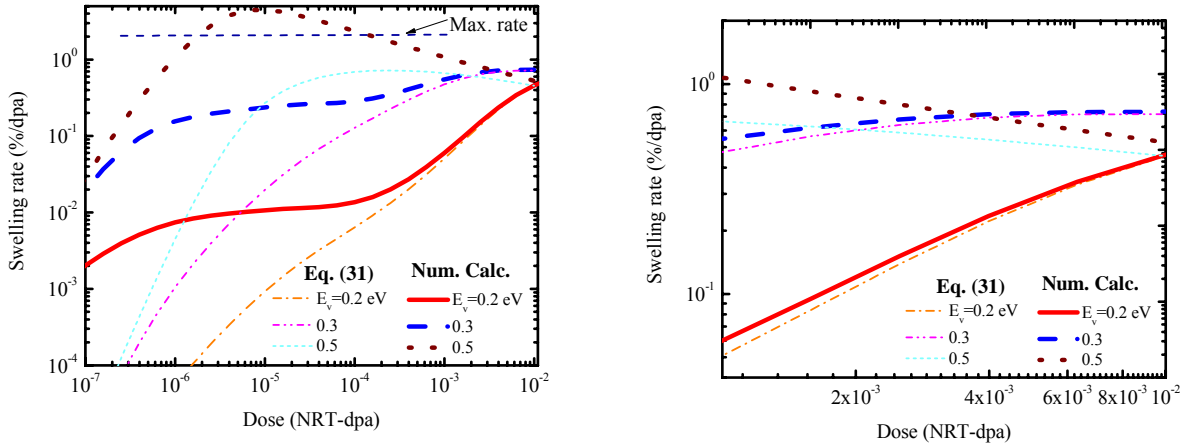 Max. rate
10^0
10^-1
10^-2
10^-3
10^-4
Swelling rate (%/dpa)
Eq. (31) Num. Calc.
E_v=0.2 eV E_v=0.2 eV
0.3 0.3
0.5 0.5
10^-7 10^-6 10^-5 10^-4 10^-3 10^-2
Dose (NRT-dpa)
10^0
10^-1
Swelling rate (%/dpa)
Eq. (31) Num. Calc.
E_v=0.2 eV E_v=0.2 eV
0.3 0.3
0.5 0.5
2x10^-3 4x10^-3 6x10^-3 8x10^-3 10^-2
Dose (NRT-dpa)